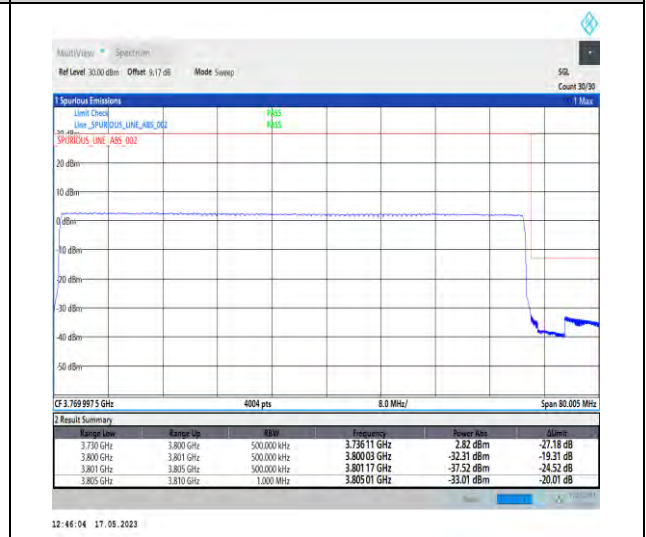 MultiView Spectrum
Ref Level 30.00 dBm Offset 9.17 dB Mode Sweep SGL
Count 30/30
1 Spurious Emissions 1 Max
Limit Check PASS
Line _SPURIOUS_LINE_ABS_002 PASS
SPURIOUS_LINE_ABS_002
20 dBm
10 dBm
0 dBm
-10 dBm
-20 dBm
-30 dBm
-40 dBm
-50 dBm
CF 3.769 997 5 GHz 4004 pts 8.0 MHz/ Span 80.005 MHz
2 Result Summary
Range Low Range Up RBW Frequency Power Abs ΔLimit
3.730 GHz 3.800 GHz 500.000 kHz 3.736 11 GHz 2.82 dBm -27.18 dB
3.800 GHz 3.801 GHz 500.000 kHz 3.800 03 GHz -32.31 dBm -19.31 dB
3.801 GHz 3.805 GHz 500.000 kHz 3.801 17 GHz -37.52 dBm -24.52 dB
3.805 GHz 3.810 GHz 1.000 MHz 3.805 01 GHz -33.01 dBm -20.01 dB
12:46:04 17.05.2023